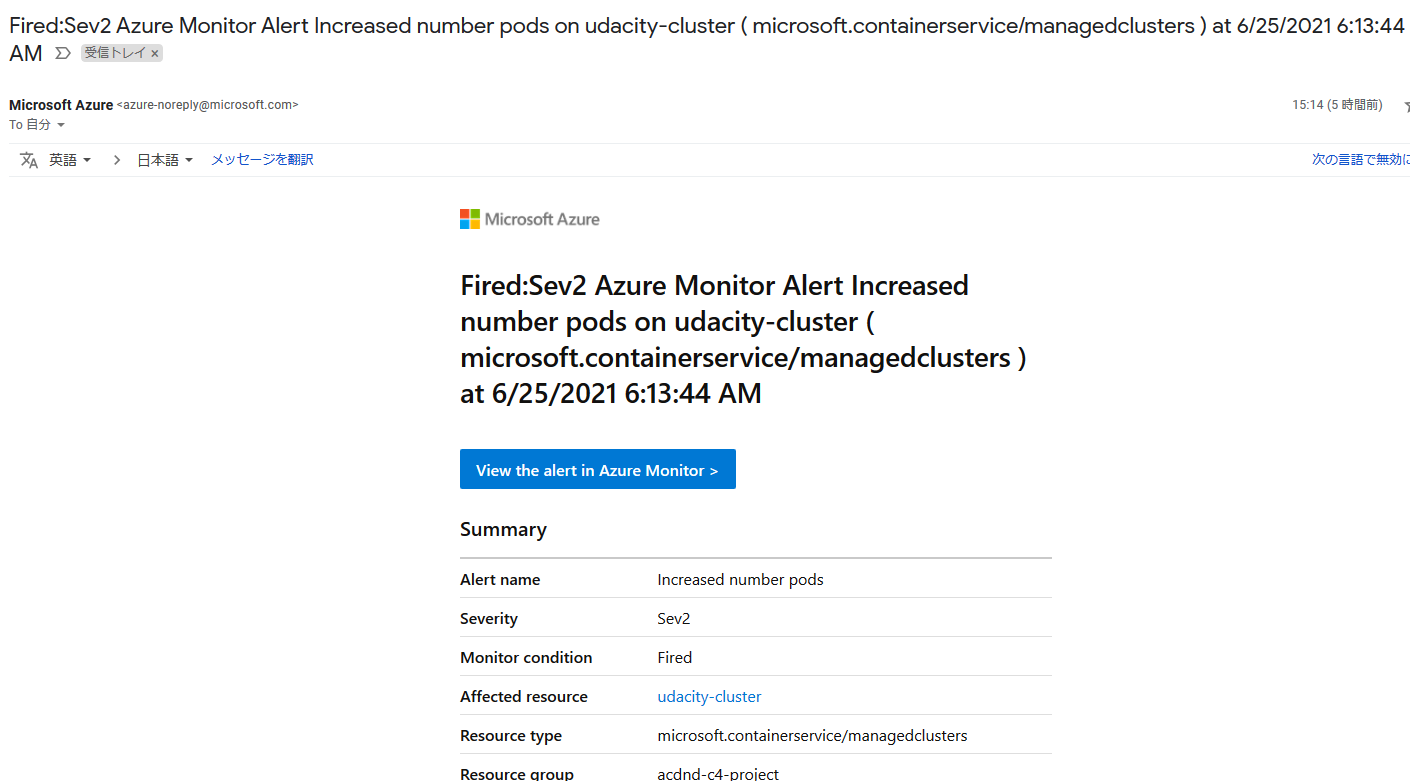 Fired:Sev2 Azure Monitor Alert Increased number pods on udacity-cluster ( microsoft.containerservice/managedclusters ) at 6/25/2021 6:13:44
AM 受信トレイ ×
Microsoft Azure <azure-noreply@microsoft.com> 15:14 (5 時間前)
To 自分
英語 > 日本語 メッセージを翻訳 次の言語で無効に
Microsoft Azure
Fired:Sev2 Azure Monitor Alert Increased
number pods on udacity-cluster (
microsoft.containerservice/managedclusters )
at 6/25/2021 6:13:44 AM
View the alert in Azure Monitor >
Summary
Alert name Increased number pods
Severity Sev2
Monitor condition Fired
Affected resource udacity-cluster
Resource type microsoft.containerservice/managedclusters
Resource group acdnd-c4-project